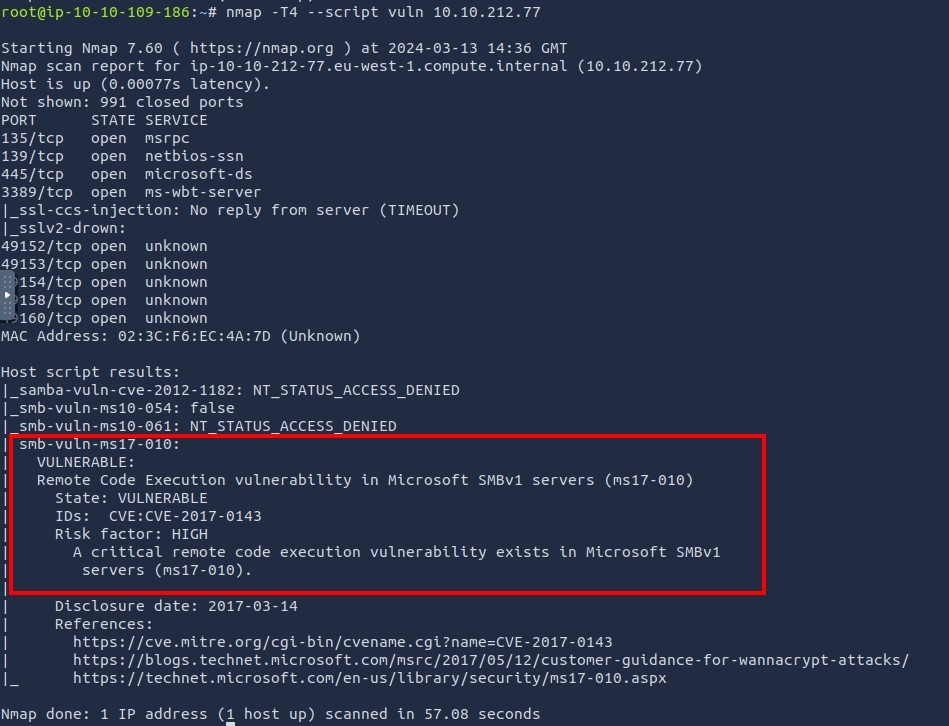 root@ip-10-10-109-186:~# nmap -T4 --script vuln 10.10.212.77
Starting Nmap 7.60 ( https://nmap.org ) at 2024-03-13 14:36 GMT
Nmap scan report for ip-10-10-212-77.eu-west-1.compute.internal (10.10.212.77)
Host is up (0.00077s latency).
Not shown: 991 closed ports
PORT      STATE SERVICE
135/tcp   open  msrpc
139/tcp   open  netbios-ssn
445/tcp   open  microsoft-ds
3389/tcp  open  ms-wbt-server
|_ssl-ccs-injection: No reply from server (TIMEOUT)
|_sslv2-drown:
49152/tcp open  unknown
49153/tcp open  unknown
9154/tcp open  unknown
9158/tcp open  unknown
49160/tcp open  unknown
MAC Address: 02:3C:F6:EC:4A:7D (Unknown)
Host script results:
|_samba-vuln-cve-2012-1182: NT_STATUS_ACCESS_DENIED
|_smb-vuln-ms10-054: false
|_smb-vuln-ms10-061: NT_STATUS_ACCESS_DENIED
| smb-vuln-ms17-010:
|   VULNERABLE:
|   Remote Code Execution vulnerability in Microsoft SMBv1 servers (ms17-010)
|     State: VULNERABLE
|     IDs:  CVE:CVE-2017-0143
|     Risk factor: HIGH
|       A critical remote code execution vulnerability exists in Microsoft SMBv1
|        servers (ms17-010).
|
|     Disclosure date: 2017-03-14
|     References:
|       https://cve.mitre.org/cgi-bin/cvename.cgi?name=CVE-2017-0143
|       https://blogs.technet.microsoft.com/msrc/2017/05/12/customer-guidance-for-wannacrypt-attacks/
|_      https://technet.microsoft.com/en-us/library/security/ms17-010.aspx
Nmap done: 1 IP address (1 host up) scanned in 57.08 seconds